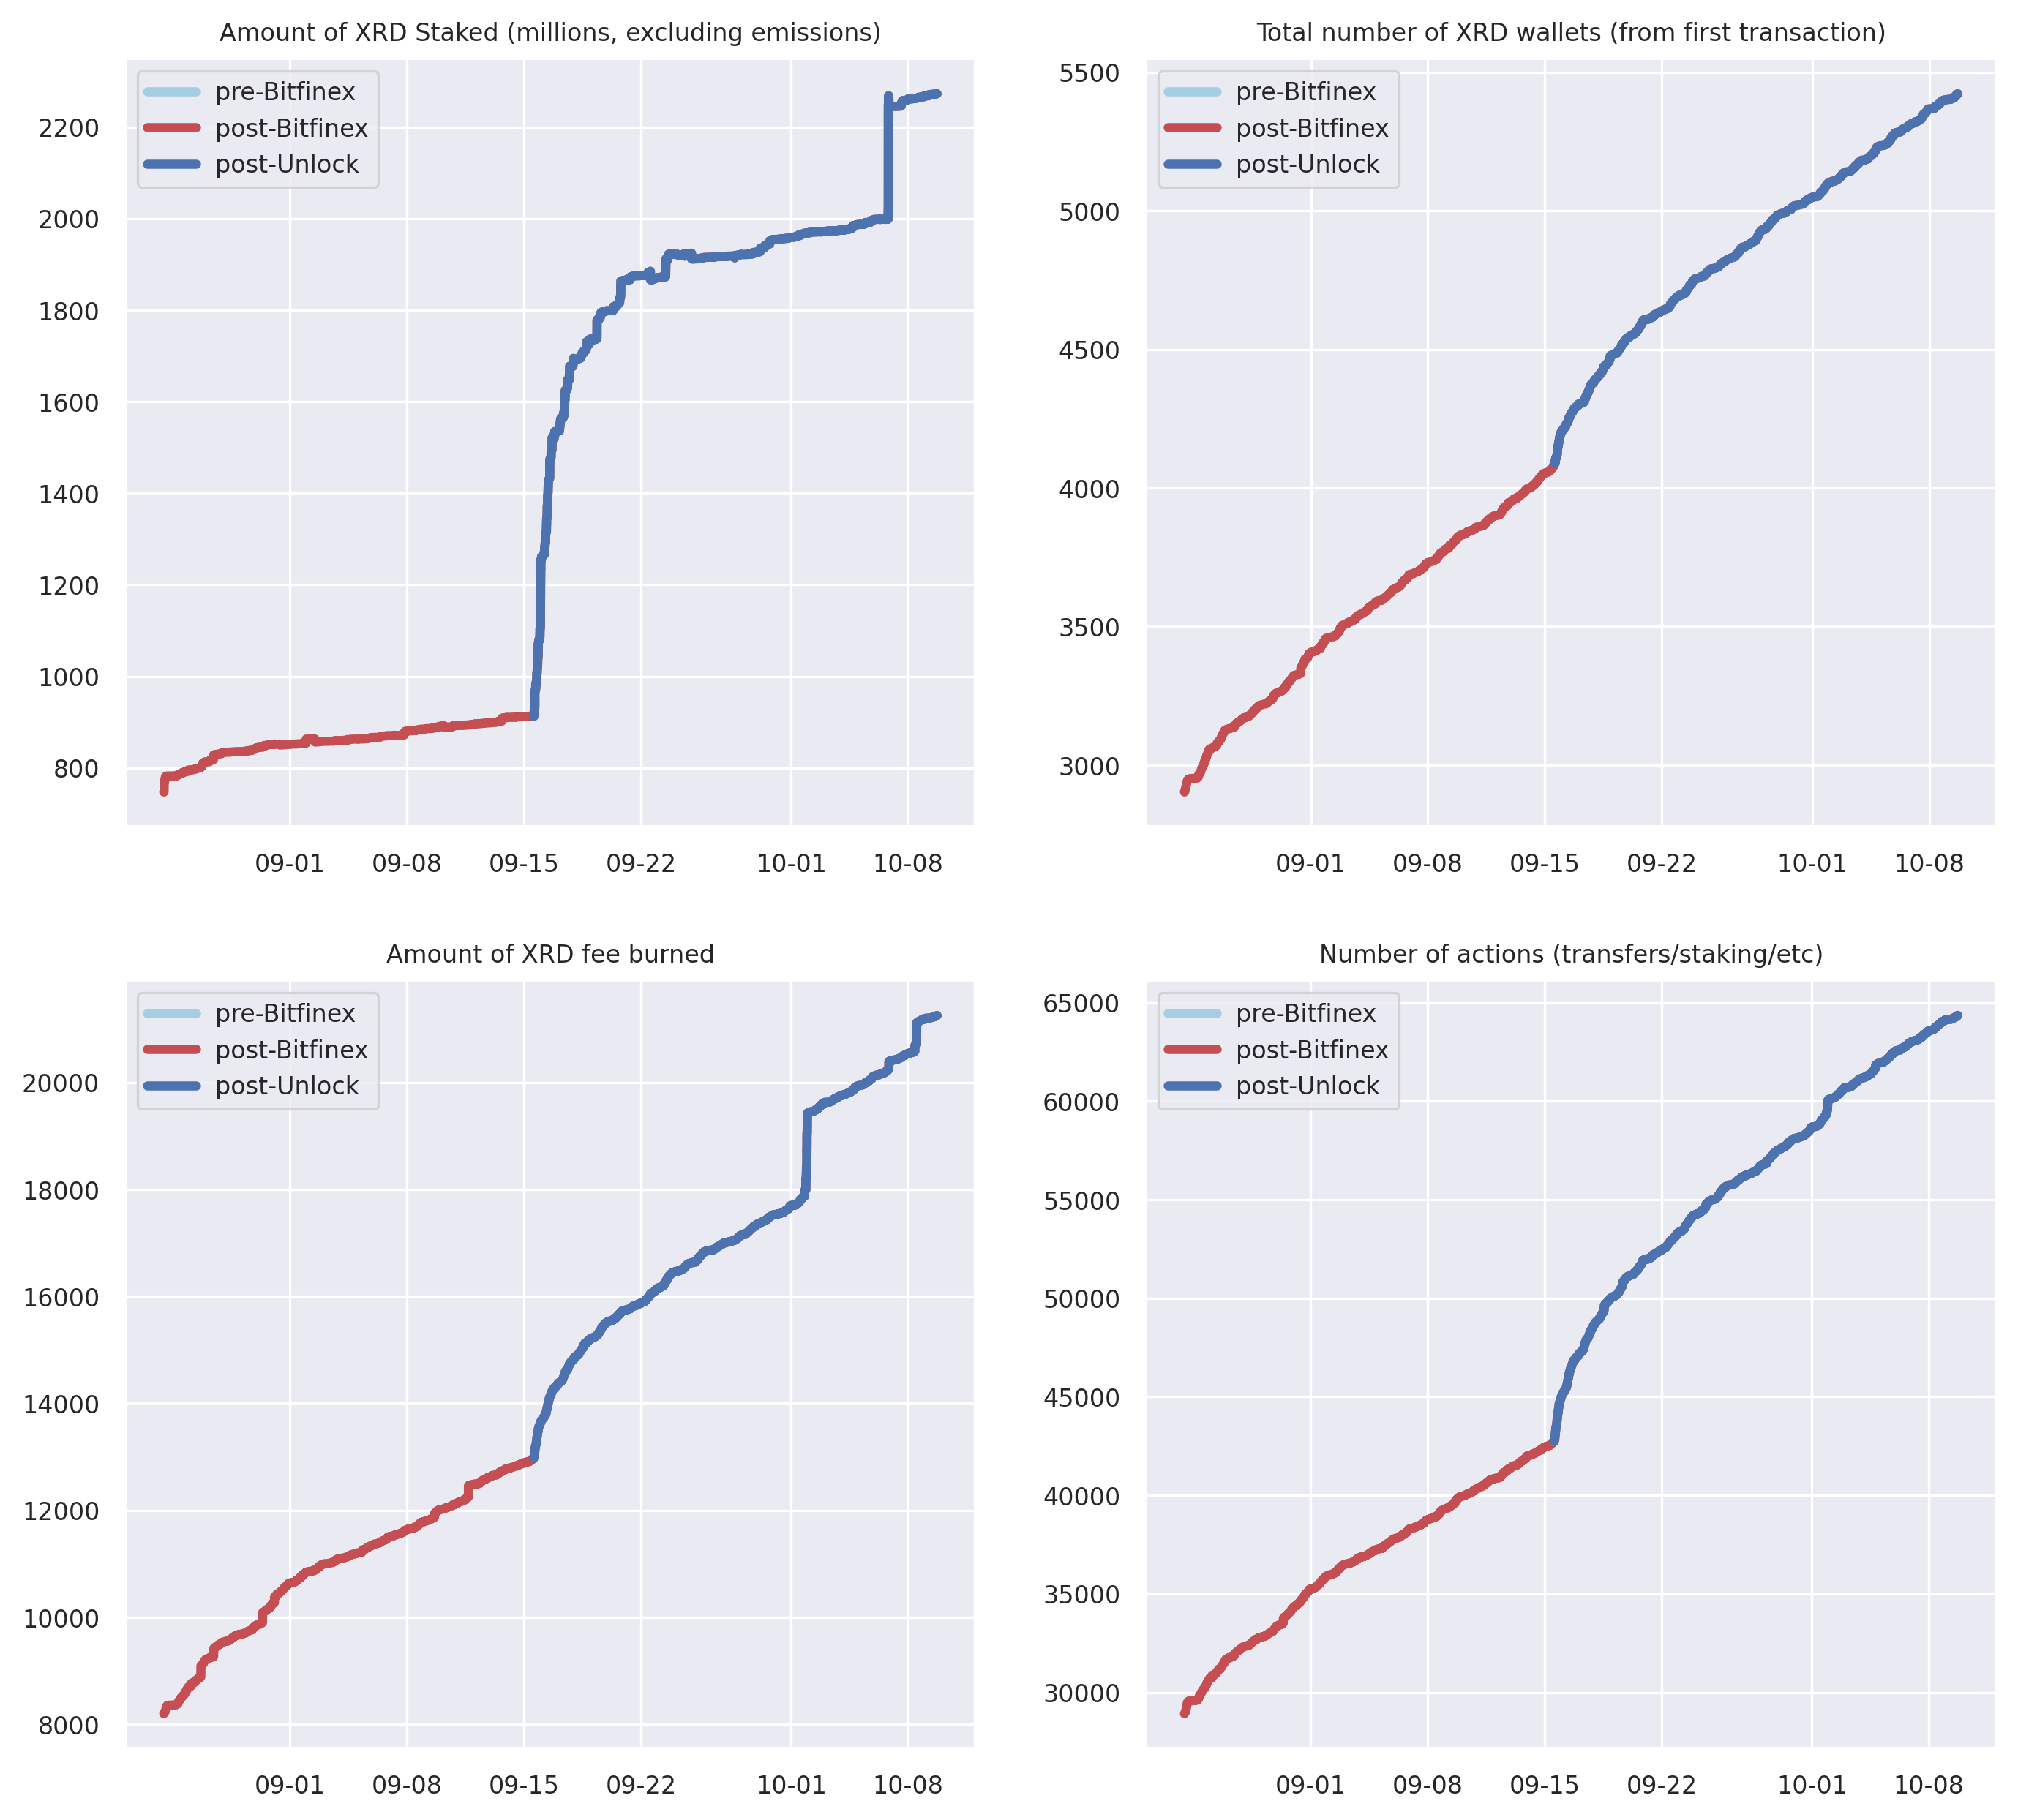 Amount of XRD Staked (millions, excluding emissions)
pre-Bitfinex
post-Bitfinex
post-Unlock
2200
2000
1800
1600
1400
1200
1000
800
09-01 09-08 09-15 09-22 10-01 10-08
Total number of XRD wallets (from first transaction)
pre-Bitfinex
post-Bitfinex
post-Unlock
5500
5000
4500
4000
3500
3000
09-01 09-08 09-15 09-22 10-01 10-08
Amount of XRD fee burned
pre-Bitfinex
post-Bitfinex
post-Unlock
20000
18000
16000
14000
12000
10000
8000
09-01 09-08 09-15 09-22 10-01 10-08
Number of actions (transfers/staking/etc)
pre-Bitfinex
post-Bitfinex
post-Unlock
65000
60000
55000
50000
45000
40000
35000
30000
09-01 09-08 09-15 09-22 10-01 10-08